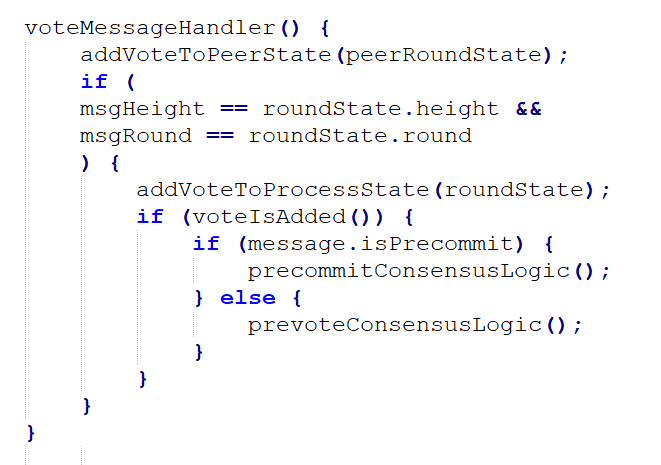 voteMessageHandler() {
    addVoteToPeerState(peerRoundState);
    if (
    msgHeight == roundState.height &&
    msgRound == roundState.round
    ) {
        addVoteToProcessState(roundState);
        if (voteIsAdded()) {
            if (message.isPrecommit) {
                precommitConsensusLogic();
            } else {
                prevoteConsensusLogic();
            }
        }
    }
}